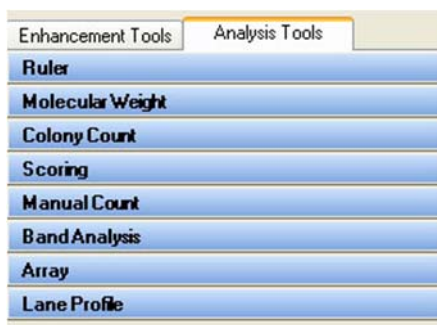 Enhancement Tools Analysis Tools
Ruler
Molecular Weight
Colony Count
Scoring
Manual Count
Band Analysis
Array
Lane Profile